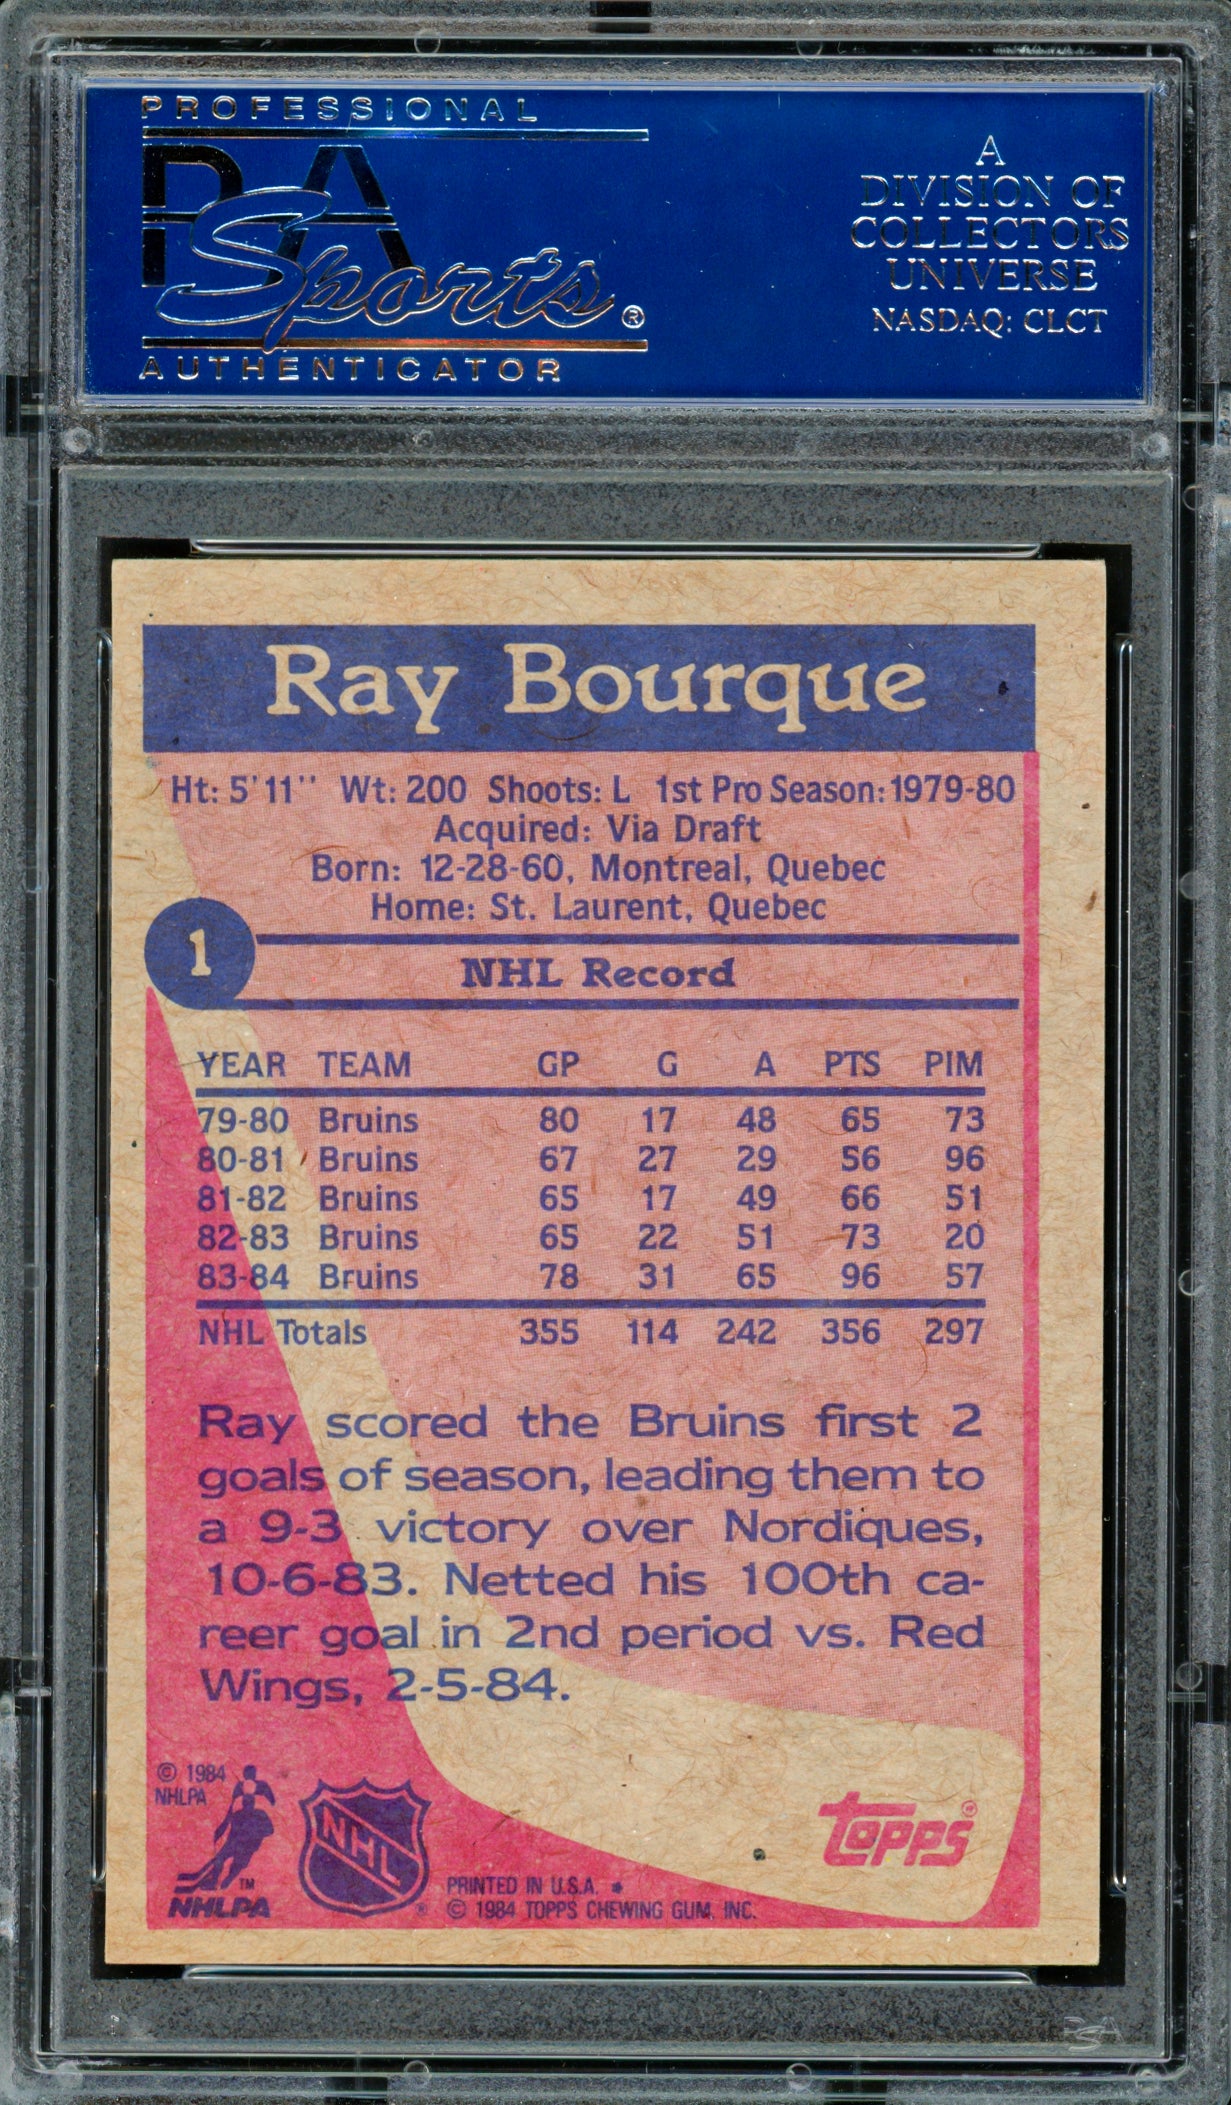 PROFESSIONAL
PSA
Sports®
AUTHENTICATOR
A
DIVISION OF
COLLECTORS
UNIVERSE
NASDAQ: CLCT
Ray Bourque
Ht: 5'11'' Wt: 200 Shoots: L 1st Pro Season: 1979-80
Acquired: Via Draft
Born: 12-28-60, Montreal, Quebec
Home: St. Laurent, Quebec
1
NHL Record
YEAR TEAM GP G A PTS PIM
79-80 Bruins 80 17 48 65 73
80-81 Bruins 67 27 29 56 96
81-82 Bruins 65 17 49 66 51
82-83 Bruins 65 22 51 73 20
83-84 Bruins 78 31 65 96 57
NHL Totals 355 114 242 356 297
Ray scored the Bruins first 2
goals of season, leading them to
a 9-3 victory over Nordiques,
10-6-83. Netted his 100th ca-
reer goal in 2nd period vs. Red
Wings, 2-5-84.
© 1984
NHLPA
TM
NHLPA
NHL
®
PRINTED IN U.S.A. *
© 1984 TOPPS CHEWING GUM, INC.
topps®
PSA